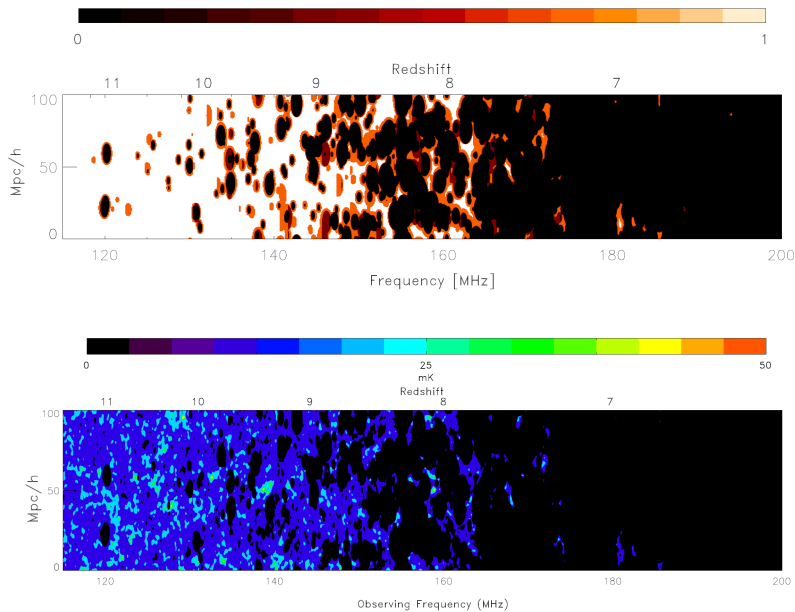 0 1
Redshift
11 10 9 8 7
100
Mpc/h
50
0
120 140 160 180 200
Frequency [MHz]
0 25 50
mK
Redshift
11 10 9 8 7
100
Mpc/h
50
0
120 140 160 180 200
Observing Frequency (MHz)